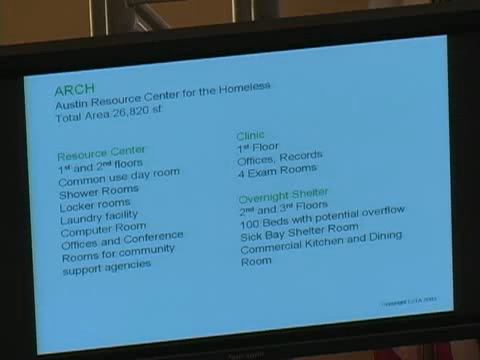 ARCH
Austin Resource Center for the Homeless
Total Area 26,820 sf
Resource Center
1st and 2nd floors
Common use day room
Shower Rooms
Locker rooms
Laundry facility
Computer Room
Offices and Conference
Rooms for community
support agencies
Clinic
1st Floor
Offices, Records
4 Exam Rooms
Overnight Shelter
2nd and 3rd Floors
100 Beds with potential overflow
Sick Bay Shelter Room
Commercial Kitchen and Dining
Room